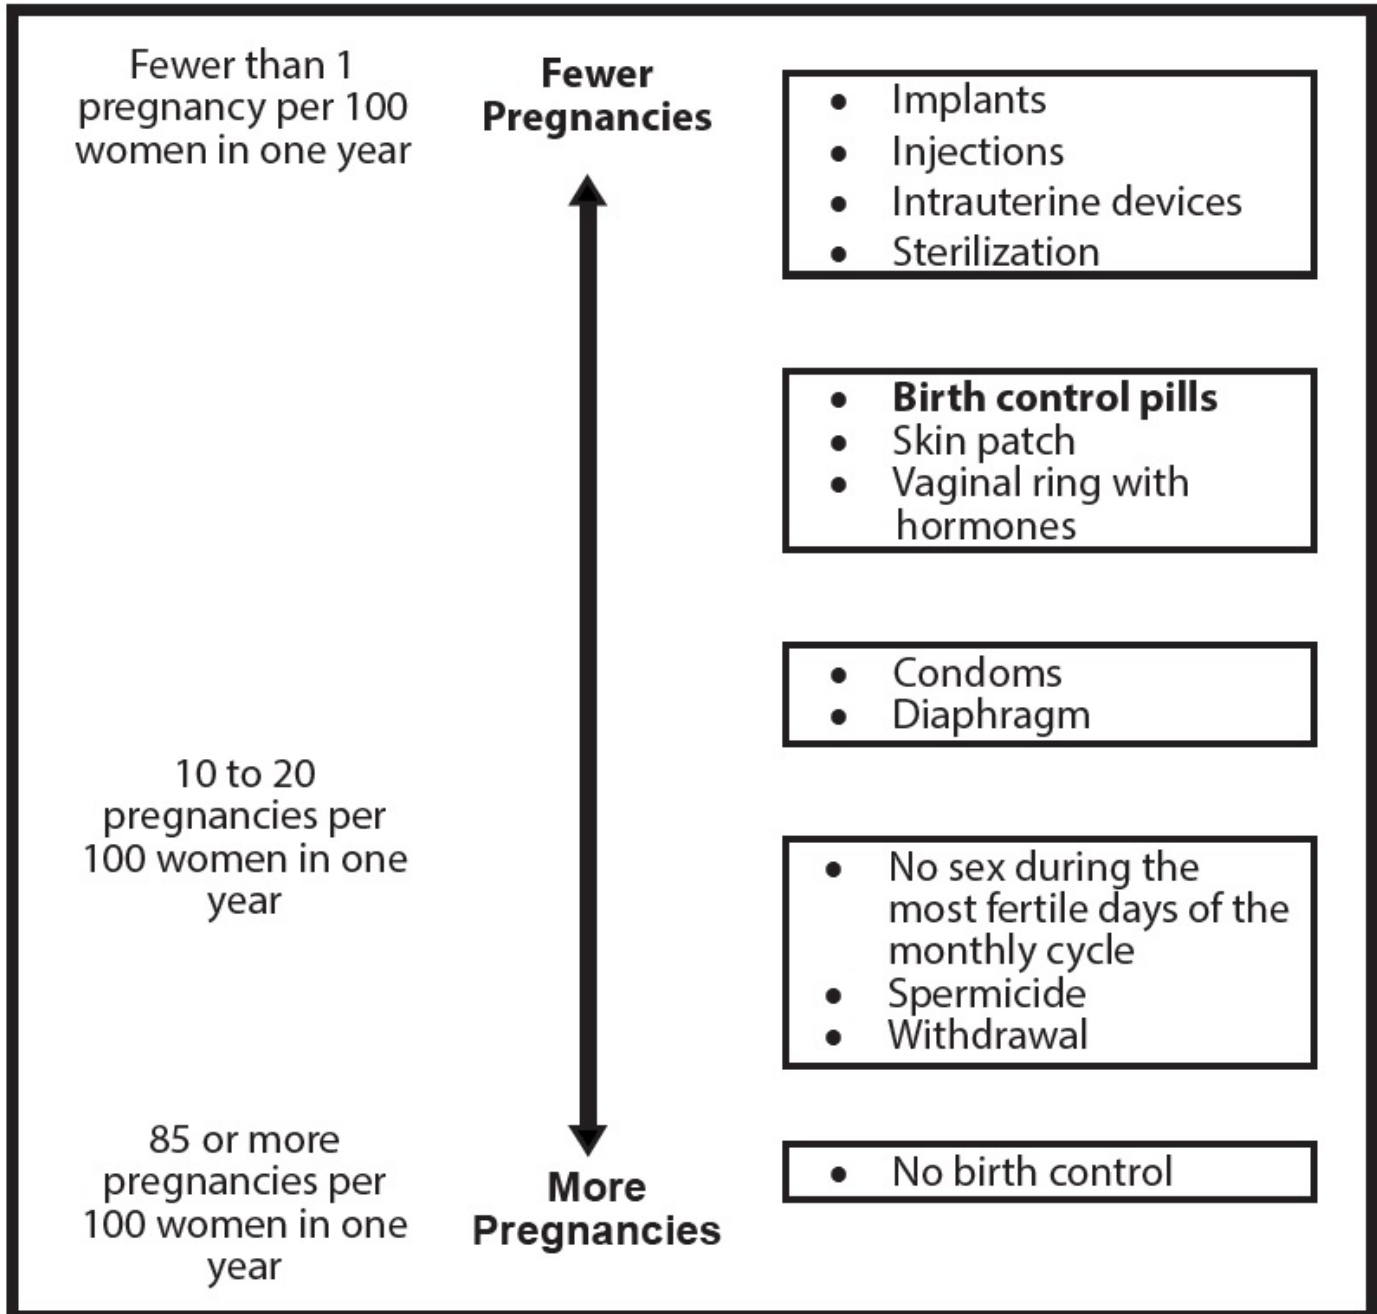 Fewer than 1
pregnancy per 100
women in one year
Fewer
Pregnancies
• Implants
• Injections
• Intrauterine devices
• Sterilization
• Birth control pills
• Skin patch
• Vaginal ring with
hormones
• Condoms
• Diaphragm
10 to 20
pregnancies per
100 women in one
year
• No sex during the
most fertile days of the
monthly cycle
• Spermicide
• Withdrawal
85 or more
pregnancies per
100 women in one
year
More
Pregnancies
• No birth control